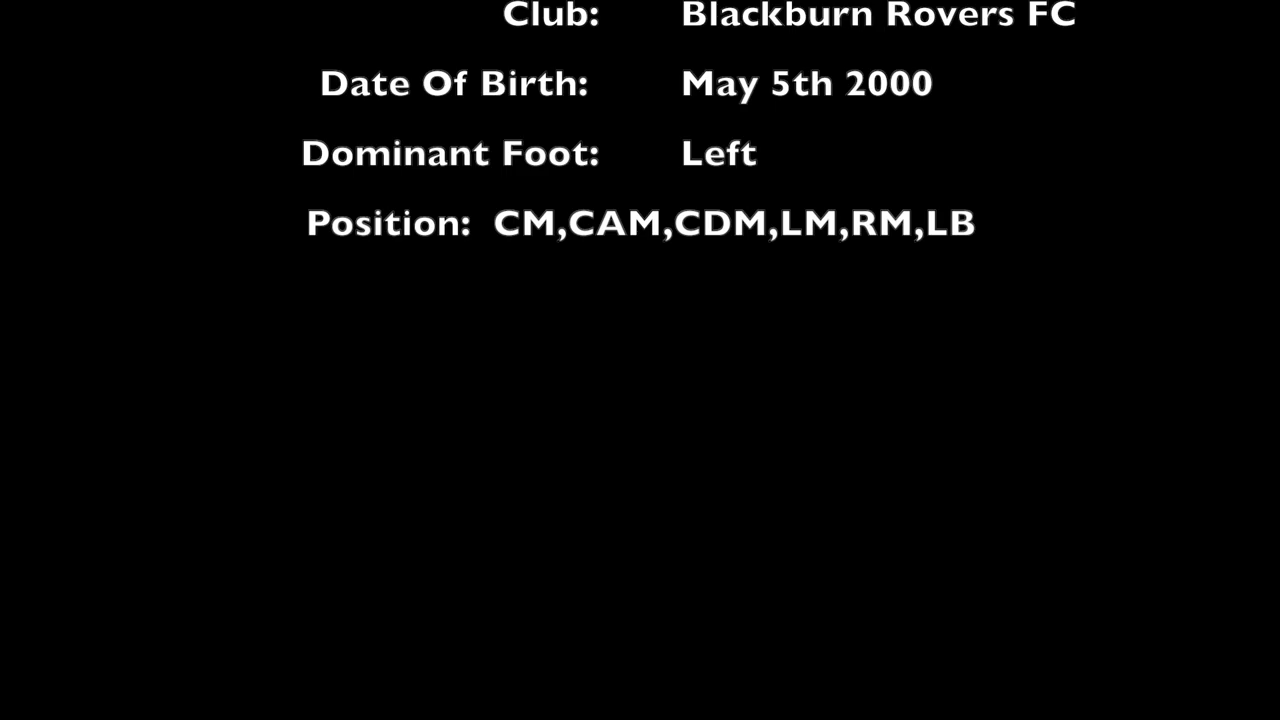 Club: Blackburn Rovers FC
Date Of Birth: May 5th 2000
Dominant Foot: Left
Position: CM,CAM,CDM,LM,RM,LB